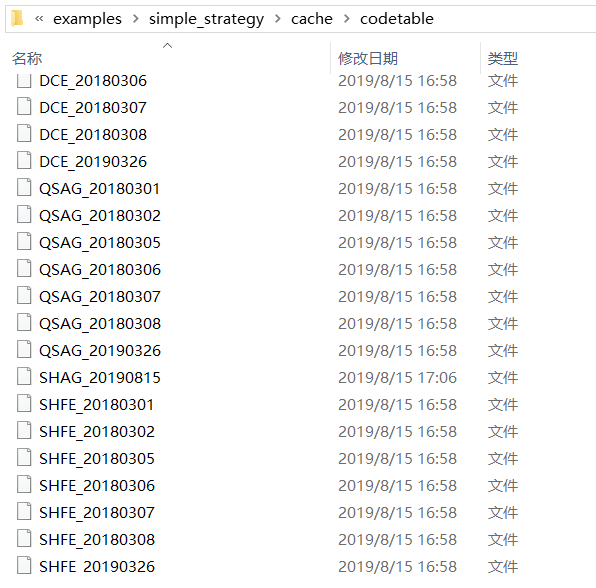 « examples > simple_strategy > cache > codetable
名称 修改日期 类型
DCE_20180306 2019/8/15 16:58 文件
DCE_20180307 2019/8/15 16:58 文件
DCE_20180308 2019/8/15 16:58 文件
DCE_20190326 2019/8/15 16:58 文件
QSAG_20180301 2019/8/15 16:58 文件
QSAG_20180302 2019/8/15 16:58 文件
QSAG_20180305 2019/8/15 16:58 文件
QSAG_20180306 2019/8/15 16:58 文件
QSAG_20180307 2019/8/15 16:58 文件
QSAG_20180308 2019/8/15 16:58 文件
QSAG_20190326 2019/8/15 16:58 文件
SHAG_20190815 2019/8/15 17:06 文件
SHFE_20180301 2019/8/15 16:58 文件
SHFE_20180302 2019/8/15 16:58 文件
SHFE_20180305 2019/8/15 16:58 文件
SHFE_20180306 2019/8/15 16:58 文件
SHFE_20180307 2019/8/15 16:58 文件
SHFE_20180308 2019/8/15 16:58 文件
SHFE_20190326 2019/8/15 16:58 文件